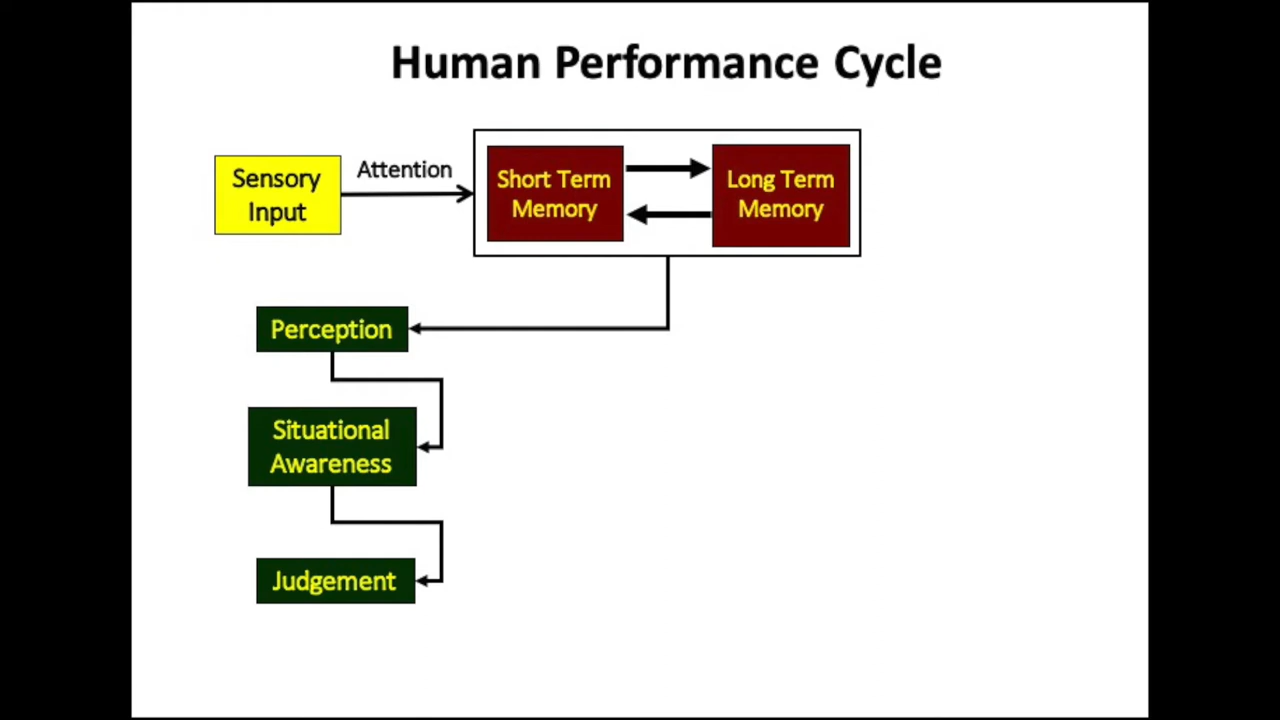 Human Performance Cycle
Sensory
Input
Attention
Short Term
Memory
Long Term
Memory
Perception
Situational
Awareness
Judgement